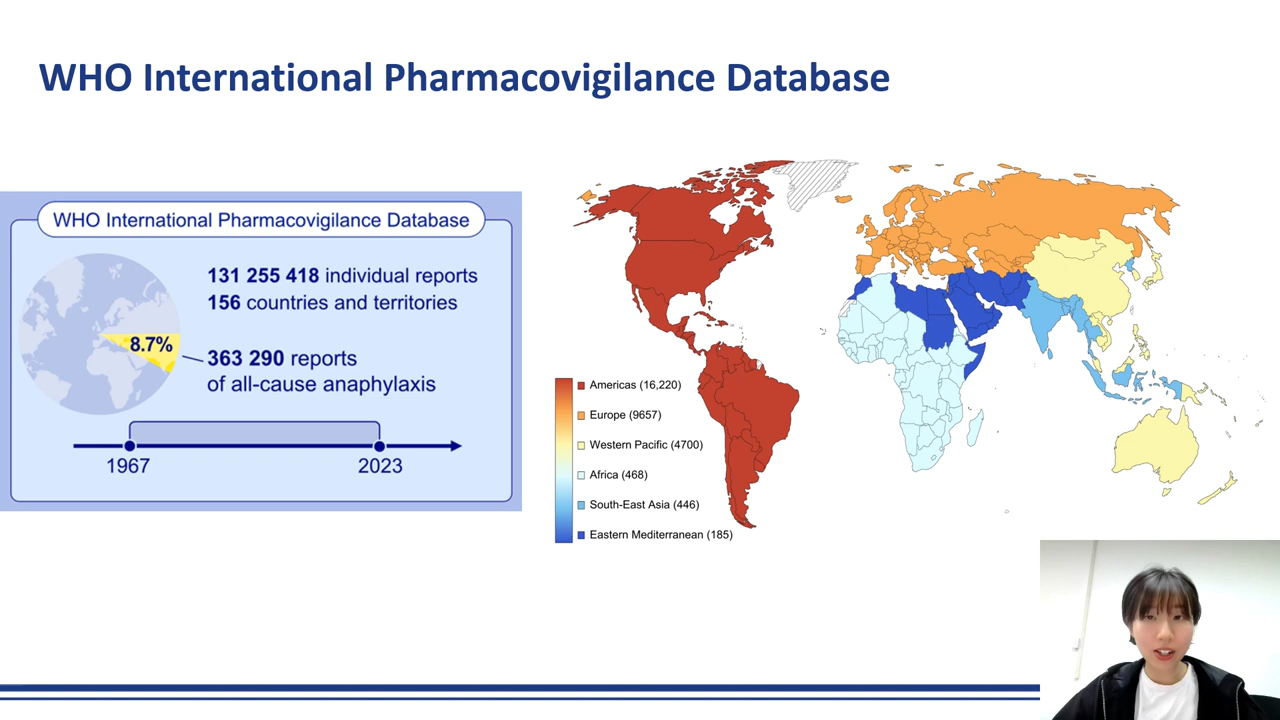 WHO International Pharmacovigilance Database
WHO International Pharmacovigilance Database
131 255 418 individual reports
156 countries and territories
8.7%
363 290 reports
of all-cause anaphylaxis
1967
2023
Americas (16,220)
Europe (9657)
Western Pacific (4700)
Africa (468)
South-East Asia (446)
Eastern Mediterranean (185)